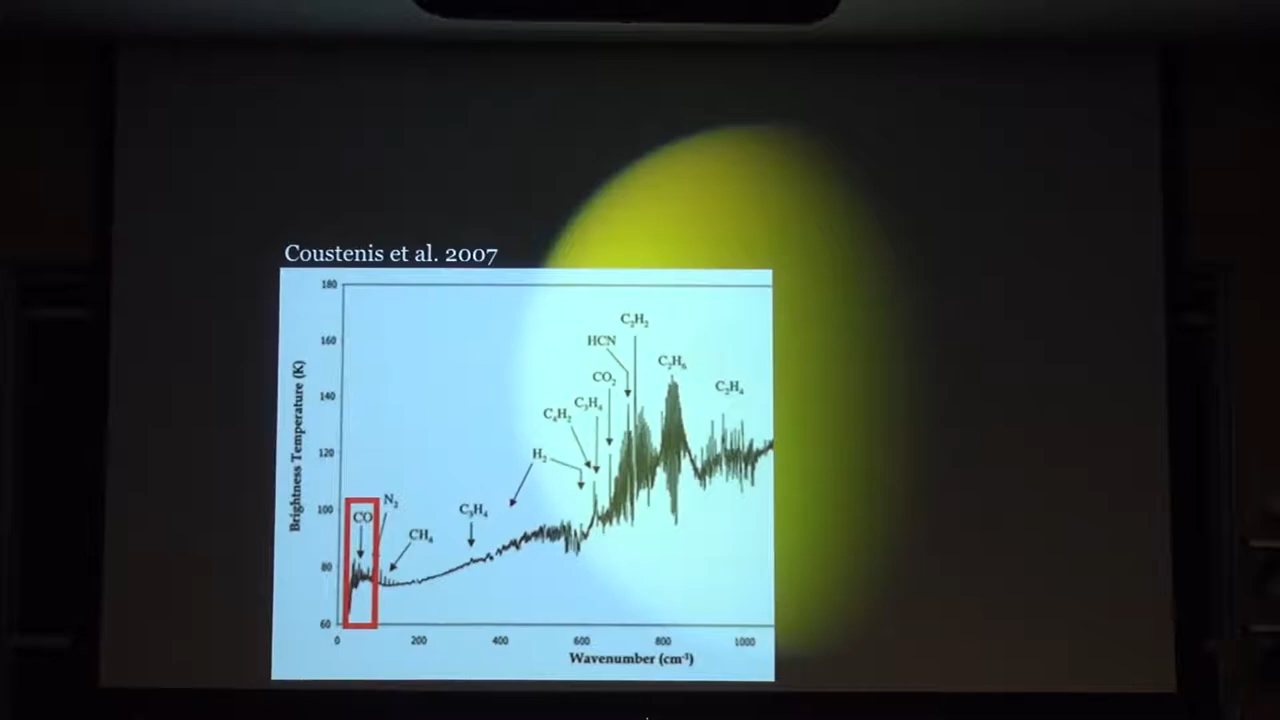 Coustenis et al. 2007
180
160
140
120
100
80
60
Brightness Temperature (K)
C₂H₂
HCN
C₂H₆
CO₂
C₂H₄
C₃H₄
C₄H₂
H₂
N₂
CO
C₃H₄
CH₄
0
200
400
600
800
1000
Wavenumber (cm⁻¹)